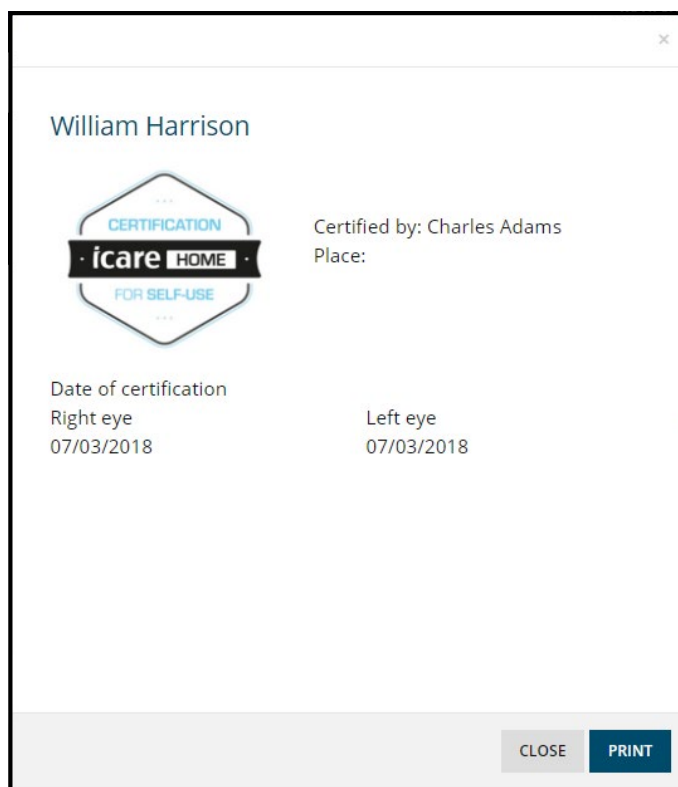 ×
William Harrison
CERTIFICATION
icare HOME
FOR SELF-USE
Certified by: Charles Adams
Place:
Date of certification
Right eye
Left eye
07/03/2018
07/03/2018
CLOSE
PRINT